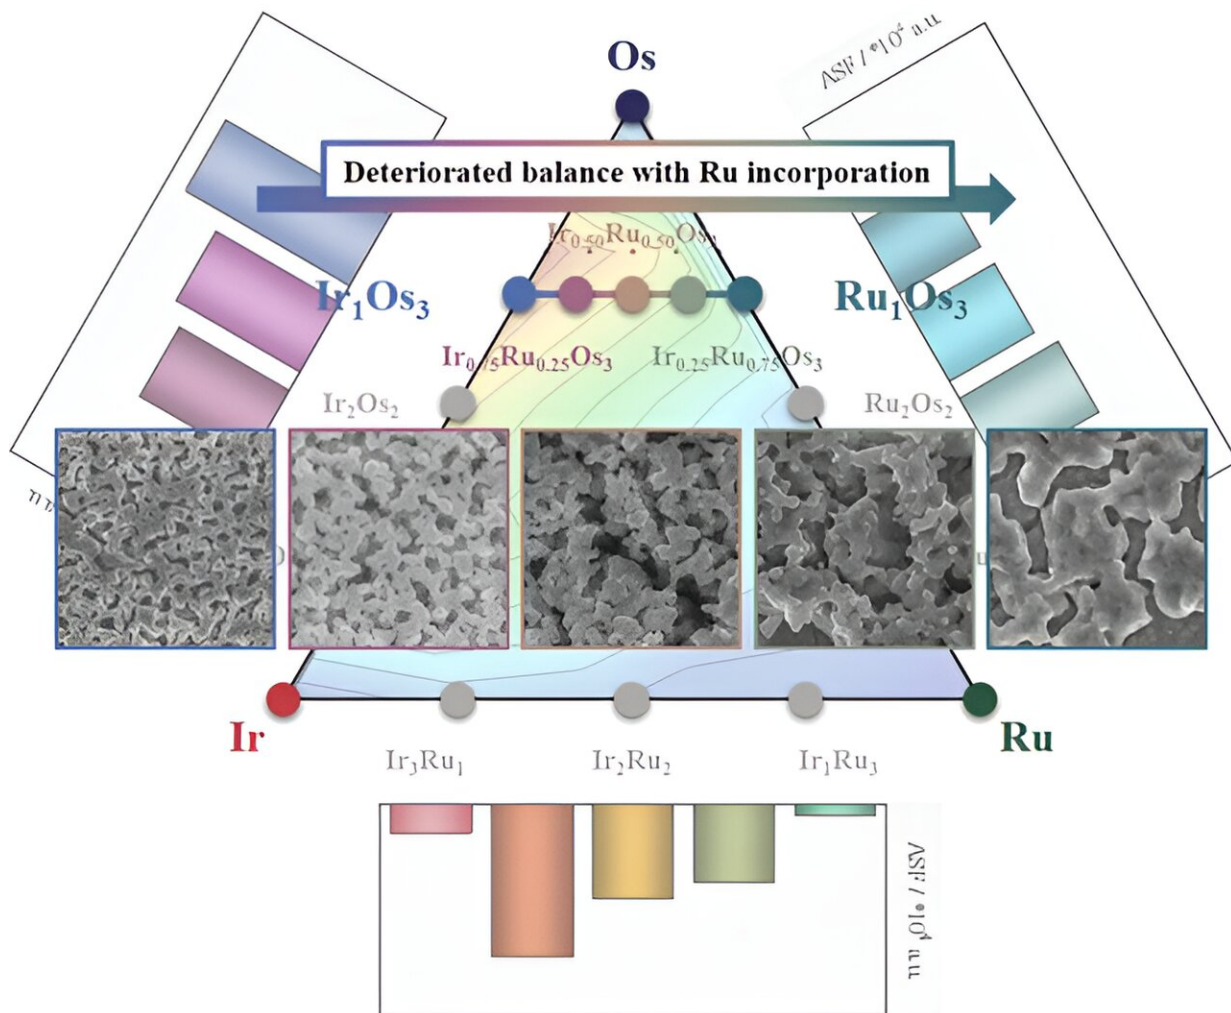 Os
ASF / *10⁴ a.u
Deteriorated balance with Ru incorporation
Ir₀.₅₀Ru₀.₅₀Os₃
Ir₁Os₃
Ru₁Os₃
Ir₀.₇₅Ru₀.₂₅Os₃
Ir₀.₂₅Ru₀.₇₅Os₃
Ir₂Os₂
Ru₂Os₂
Ir
Ru
Ir₃Ru₁
Ir₂Ru₂
Ir₁Ru₃
ASF / *10⁴ a.u